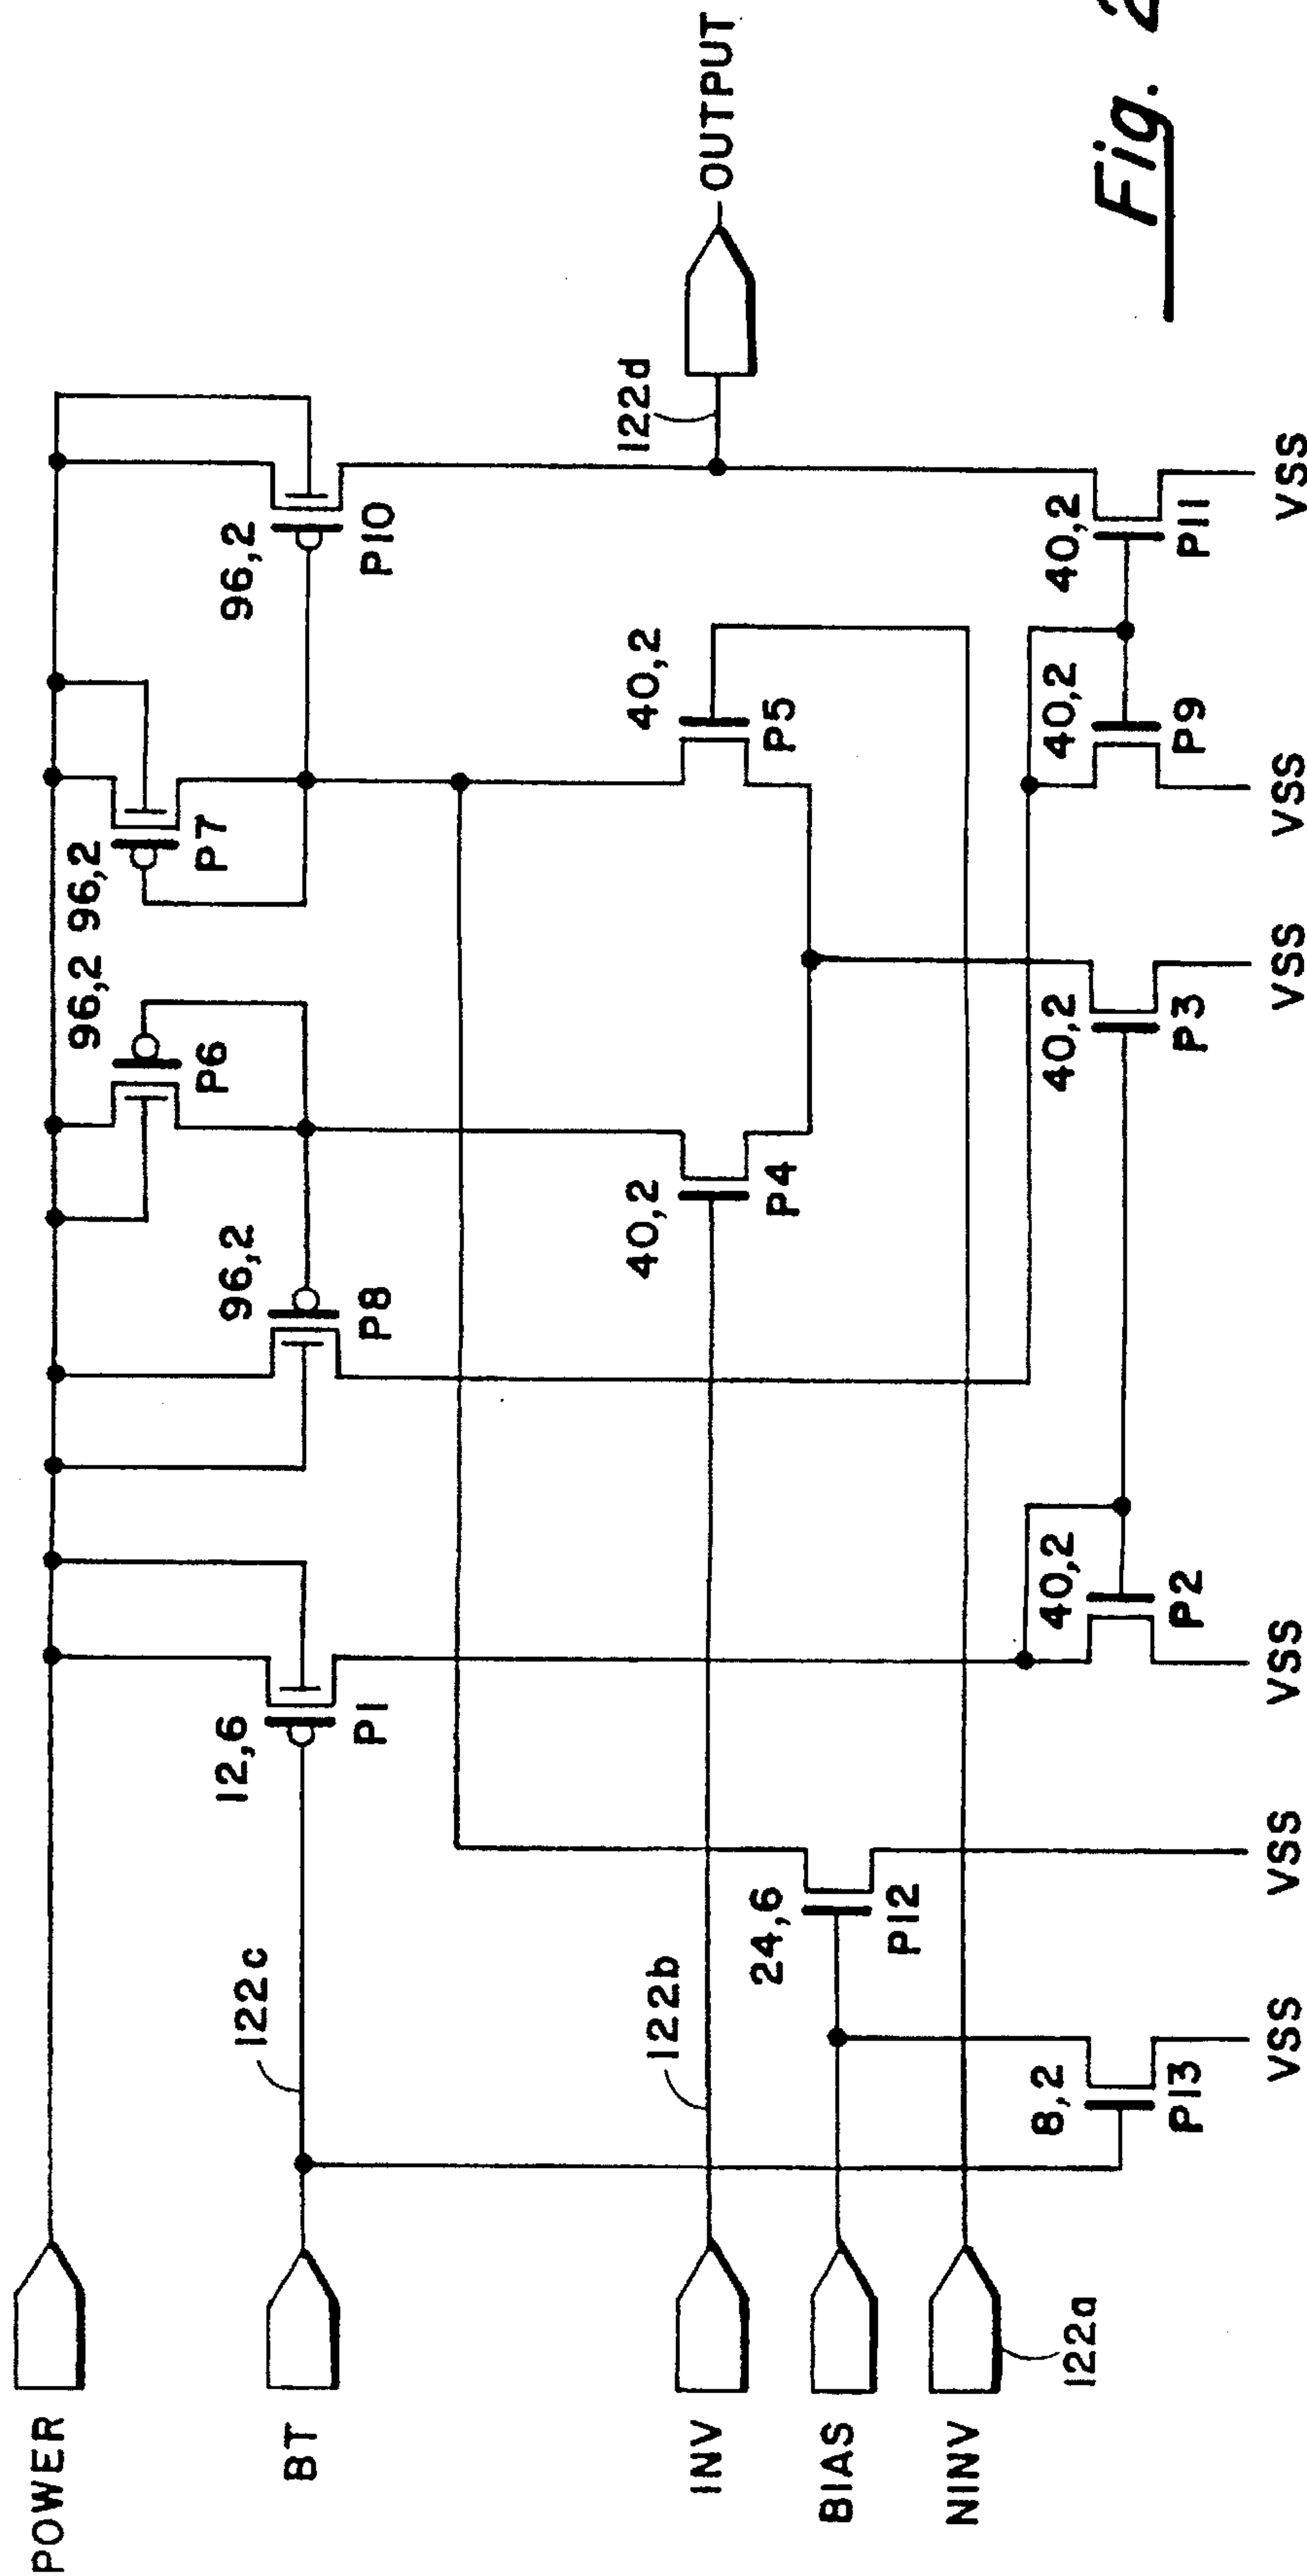 POWER
BT
INV
BIAS
NINV
122c
122b
122a
12,6
P1
96,2
P8
96,2 96,2
P6
P7
96,2
P10
24,6
P12
40,2
P4
40,2
P5
122d
OUTPUT
8,2
P13
40,2
P2
40,2
P3
40,2
P9
40,2
P11
VSS
VSS
VSS
VSS
VSS
VSS
Fig. 2